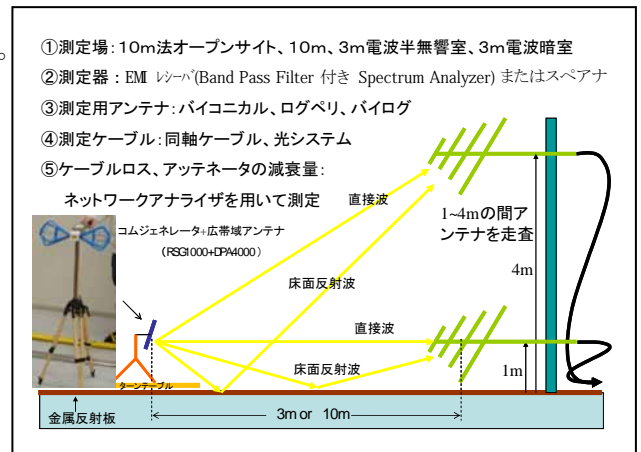 ①測定場：10m法オープンサイト、10m、3m電波半無響室、3m電波暗室
②測定器：EMI ﾚｼｰﾊﾞ(Band Pass Filter 付き Spectrum Analyzer) またはスペアナ
③測定用アンテナ：バイコニカル、ログペリ、バイログ
④測定ケーブル：同軸ケーブル、光システム
⑤ケーブルロス、アッテネータの減衰量：
ネットワークアナライザを用いて測定
コムジェネレータ+広帯域アンテナ
（RSG1000+DPA4000）
直接波
1~4mの間ア
ンテナを走査
4m
床面反射波
直接波
床面反射波
1m
ターンテーブル
金属反射板
3m or 10m